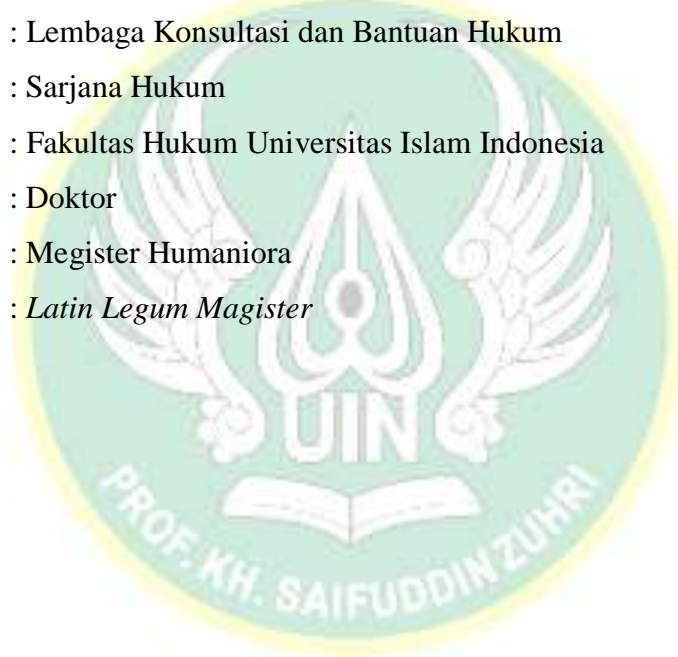 : Lembaga Konsultasi dan Bantuan Hukum
: Sarjana Hukum
: Fakultas Hukum Universitas Islam Indonesia
: Doktor
: Megister Humaniora
: Latin Legum Magister
UIN
PROF. KH. SAIFUDDIN ZUHRI